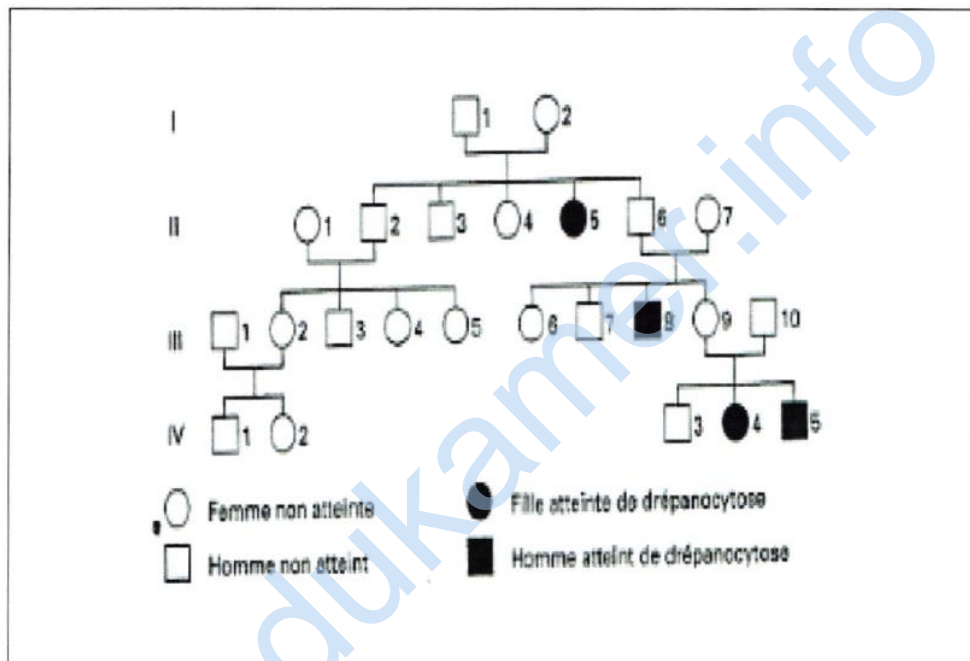 I
1
2
II
1
2
3
4
5
6
7
III
1
2
3
4
5
6
7
8
9
10
IV
1
2
3
4
5
Femme non atteinte
Fille atteinte de drépanocytose
Homme non atteint
Homme atteint de drépanocytose
dukamer.info